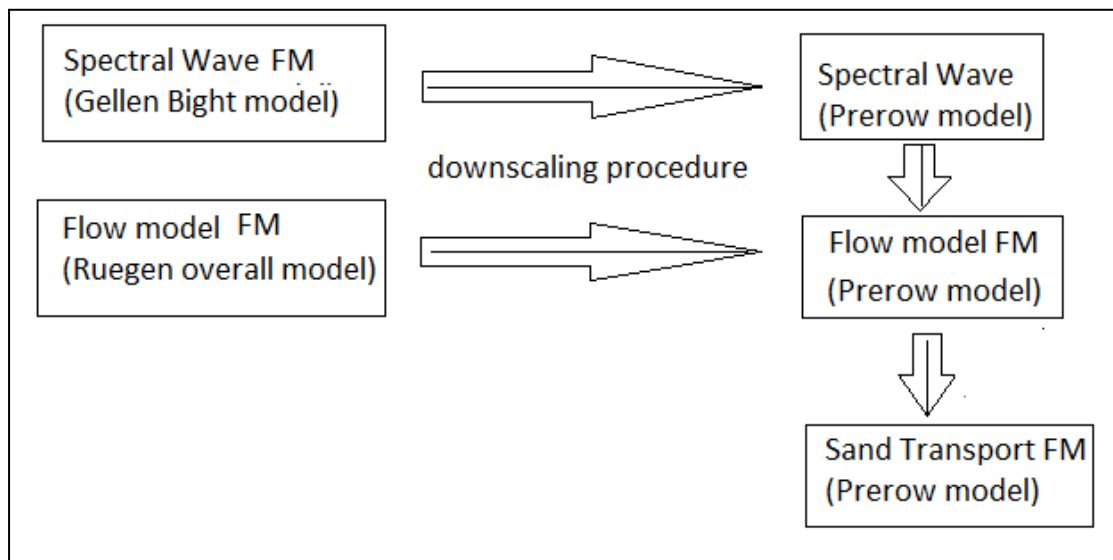 Spectral Wave FM
(Gellen Bight model)
Spectral Wave
(Prerow model)
downscaling procedure
Flow model FM
(Ruegen overall model)
Flow model FM
(Prerow model)
Sand Transport FM
(Prerow model)